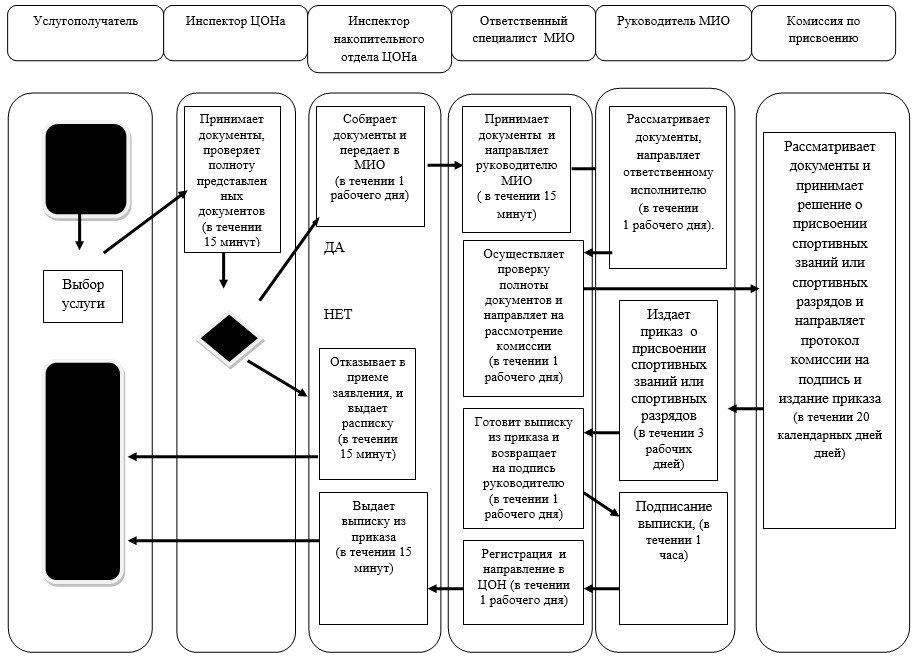 Услугополучатель
Инспектор ЦОНа
Инспектор
накопительного
отдела ЦОНа
Ответственный
специалист МИО
Руководитель МИО
Комиссия по
присвоению
Выбор
услуги
Принимает
документы,
проверяет
полноту
представлен
ных
документов
(в течении
15 минут)
Собирает
документы и
передает в
МИО
(в течении 1
рабочего дня)
ДА
НЕТ
Отказывает в
приеме
заявления, и
выдает
расписку
(в течении
15 минут)
Выдает
выписку из
приказа
(в течении 15
минут)
Принимает
документы и
направляет
руководителю
МИО
( в течении 15
минут)
Осуществляет
проверку
полноты
документов и
направляет на
рассмотрение
комиссии
(в течении 1
рабочего дня)
Готовит выписку
из приказа и
возвращает
на подпись
руководителю
(в течении 1
рабочего дня)
Регистрация и
направление в
ЦОН (в течении
1 рабочего дня)
Рассматривает
документы,
направляет
ответственному
исполнителю
(в течении
1 рабочего дня).
Издает
приказ о
присвоении
спортивных
званий или
спортивных
разрядов
(в течении 3
рабочих
дней)
Подписание
выписки, (в
течении 1
часа)
Рассматривает
документы и
принимает
решение о
присвоении
спортивных
званий или
спортивных
разрядов и
направляет
протокол
комиссии на
подпись и
издание приказа
(в течении 20
календарных дней
дней)